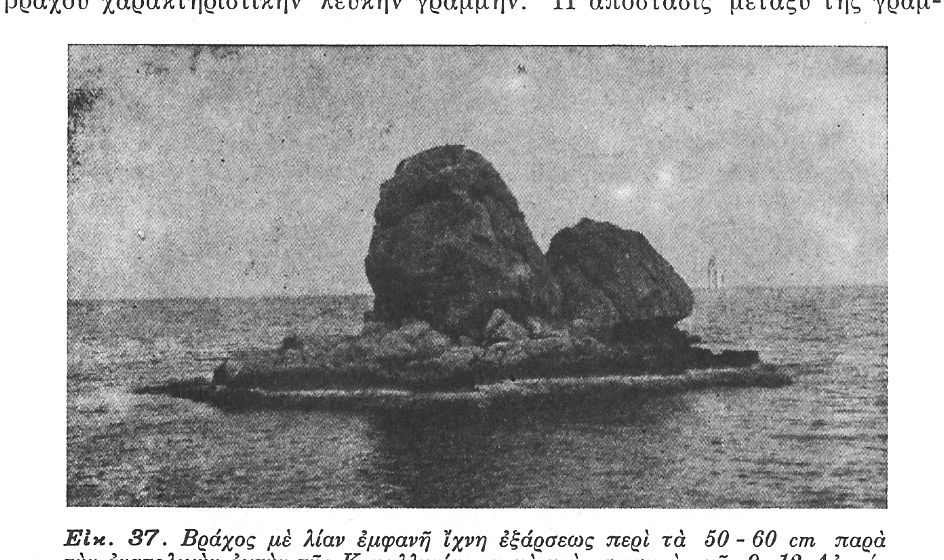 βράχου χαρακτηριστικὴν λευκὴν γραμμήν. Ἡ ἀπόστασις μεταξὺ τῆς γραμ-
Εἰκ. 37. Βράχος μὲ λίαν ἐμφανῆ ἴχνη ἐξάρσεως περὶ τὰ 50 - 60 cm παρὰ